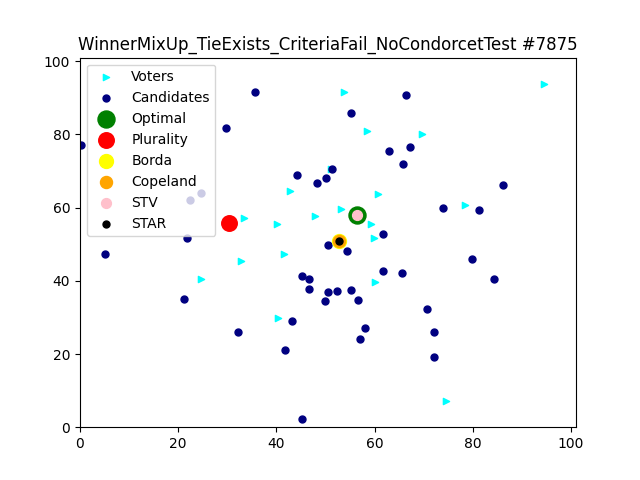 WinnerMixUp_TieExists_CriteriaFail_NoCondorcetTest #7875
100
80
60
40
20
0
Voters
Candidates
Optimal
Plurality
Borda
Copeland
STV
STAR
0 20 40 60 80 100